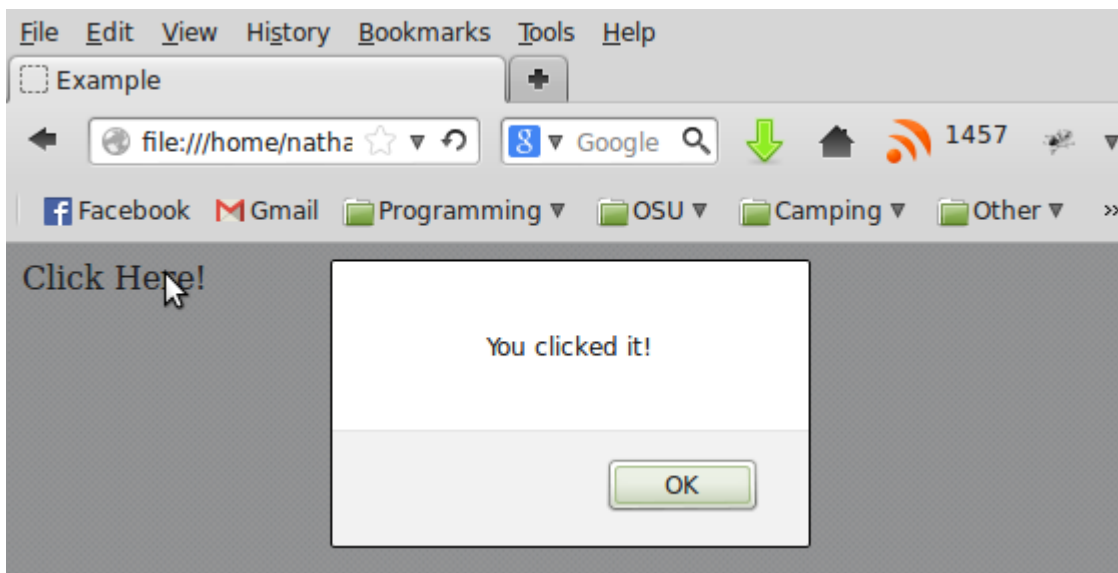 File Edit View History Bookmarks Tools Help
Example
file:///home/natha Google 1457
Facebook Gmail Programming OSU Camping Other
Click Here!
You clicked it!
OK